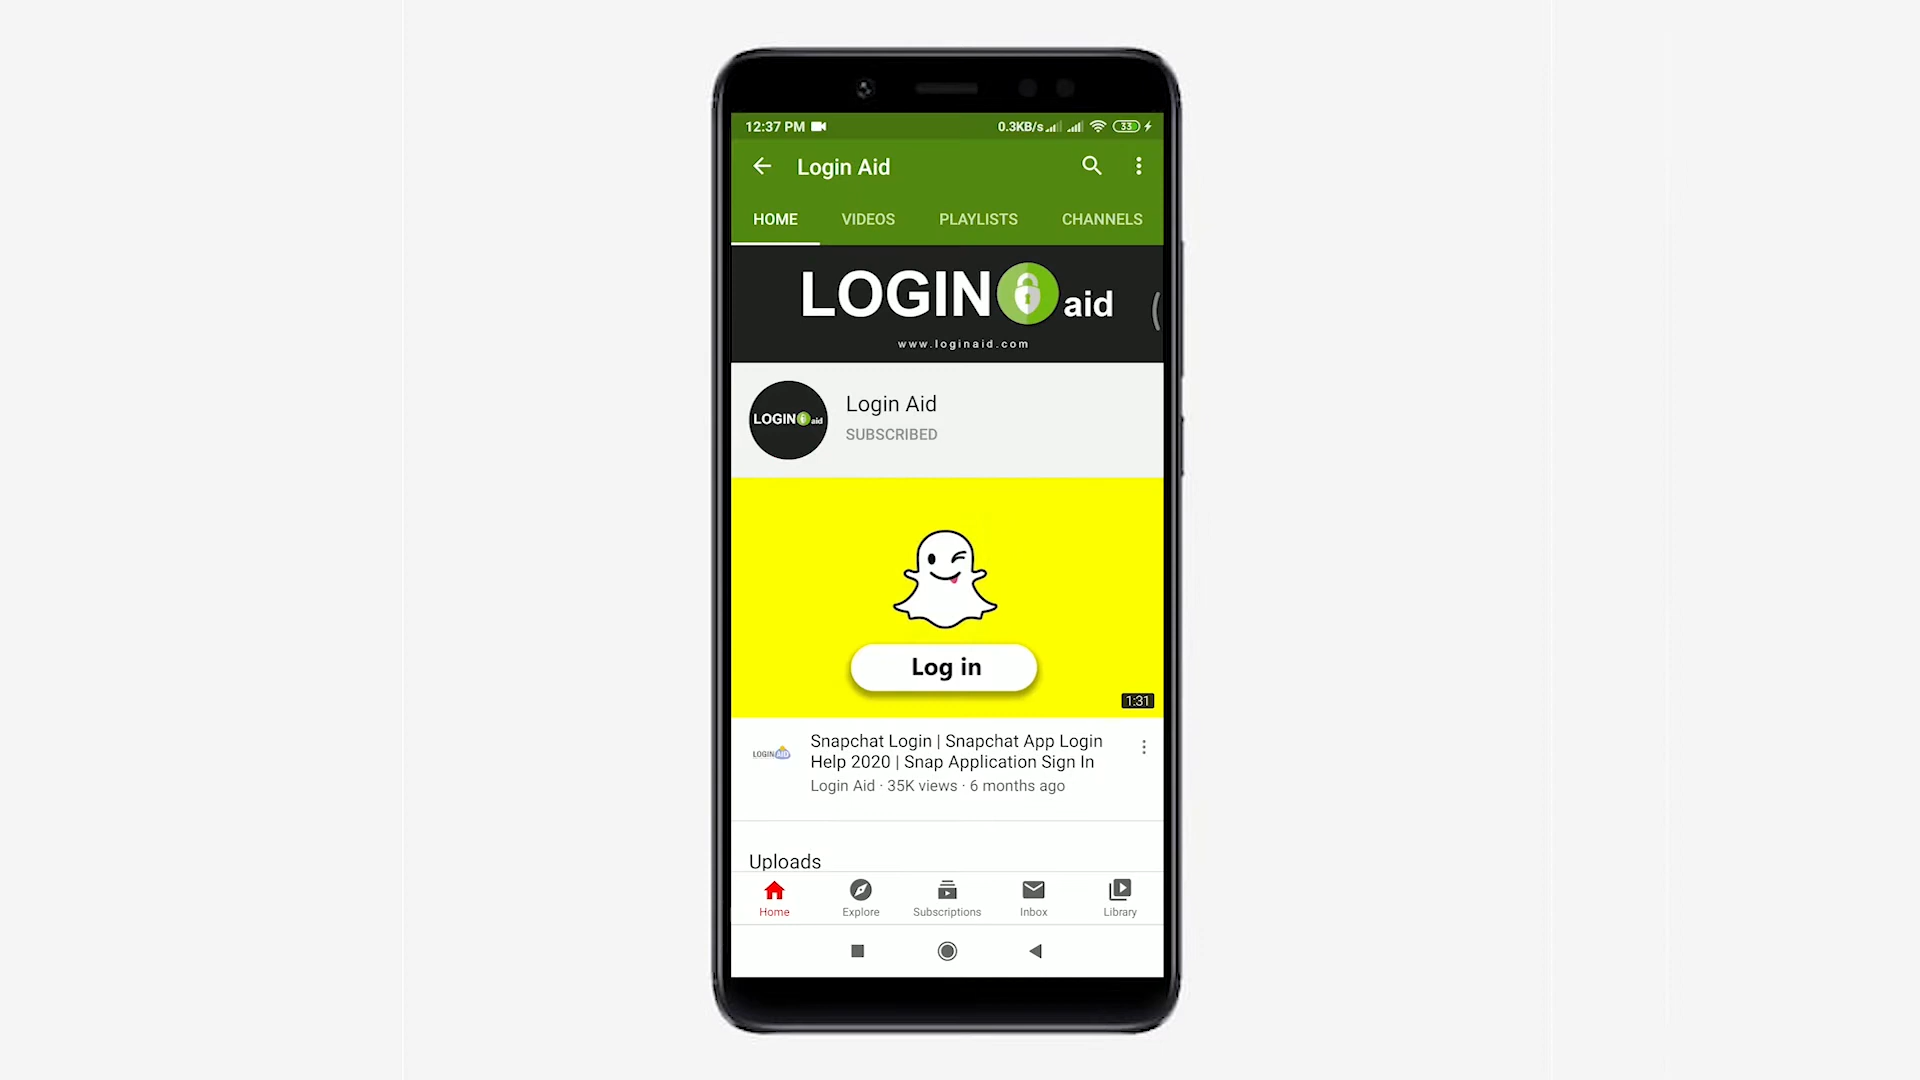 12:37 PM 0.3KB/s 33
Login Aid
HOME VIDEOS PLAYLISTS CHANNELS
LOGIN aid
www.loginaid.com
LOGIN aid
Login Aid
SUBSCRIBED
Log in
1:31
LOGIN AID
Snapchat Login | Snapchat App Login
Help 2020 | Snap Application Sign In
Login Aid · 35K views · 6 months ago
Uploads
Home Explore Subscriptions Inbox Library